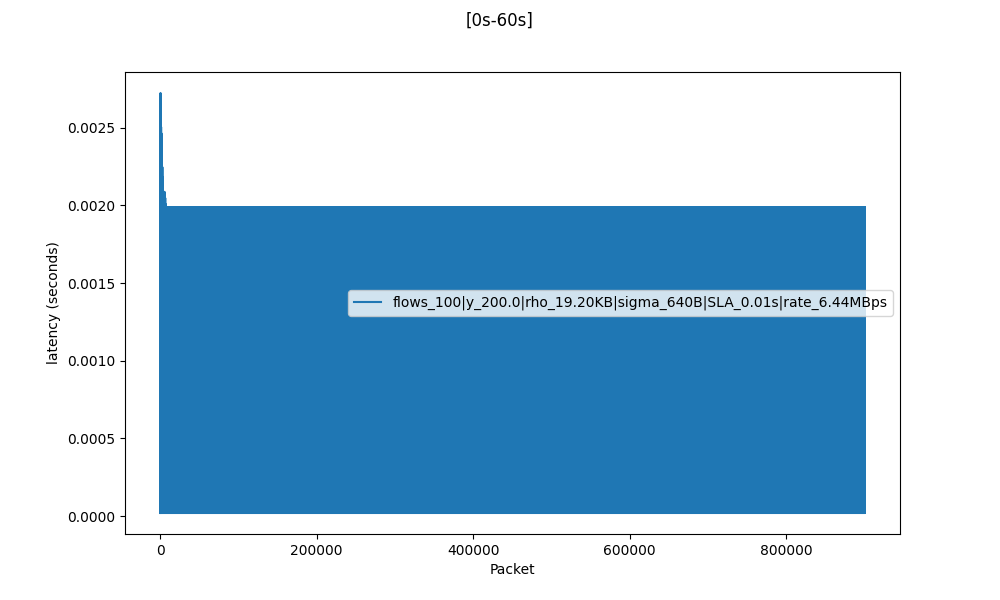 [0s-60s]
0.0025
0.0020
0.0015
0.0010
0.0005
0.0000
latency (seconds)
flows_100|y_200.0|rho_19.20KB|sigma_640B|SLA_0.01s|rate_6.44MBps
0 200000 400000 600000 800000
Packet